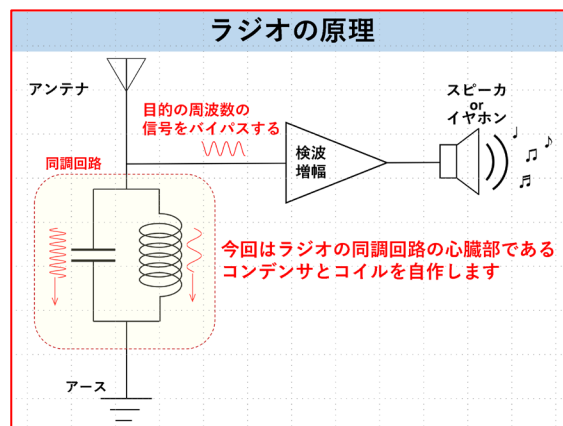 ラジオの原理
アンテナ
目的の周波数の
信号をバイパスする
スピーカ
or
イヤホン
検波
増幅
同調回路
今回はラジオの同調回路の心臓部である
コンデンサとコイルを自作します
アース